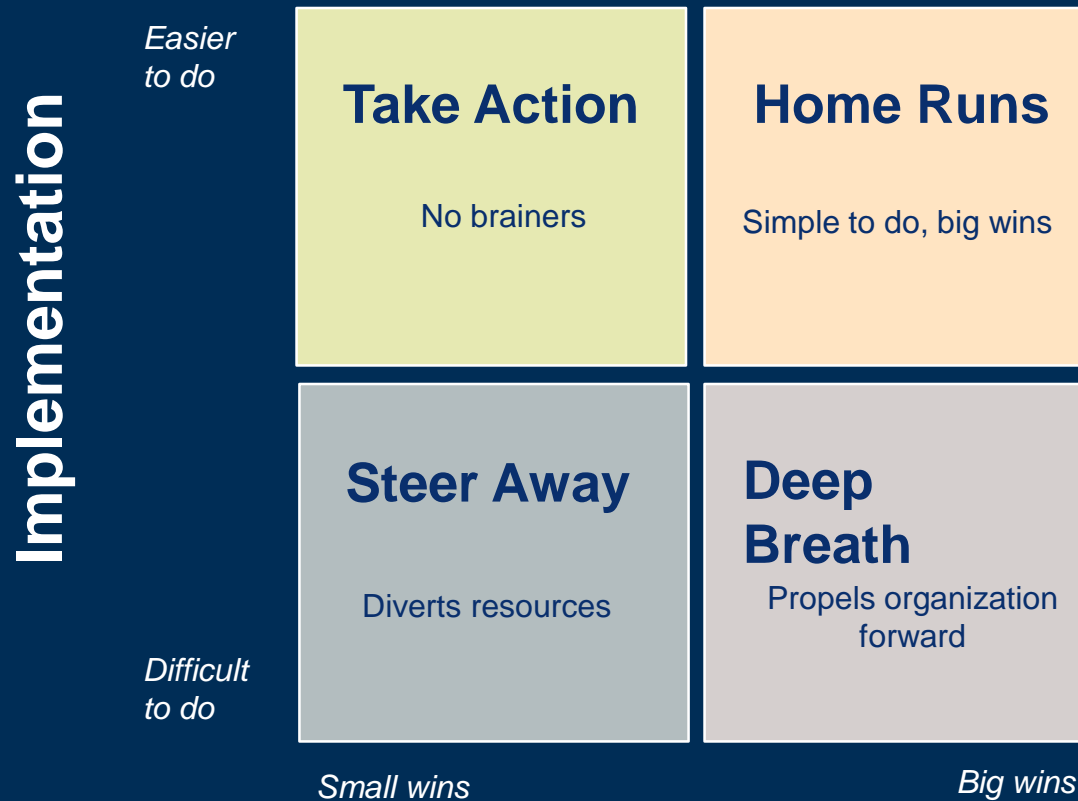 Implementation
Easier
to do
Take Action
No brainers
Home Runs
Simple to do, big wins
Steer Away
Diverts resources
Deep
Breath
Propels organization
forward
Difficult
to do
Small wins
Big wins